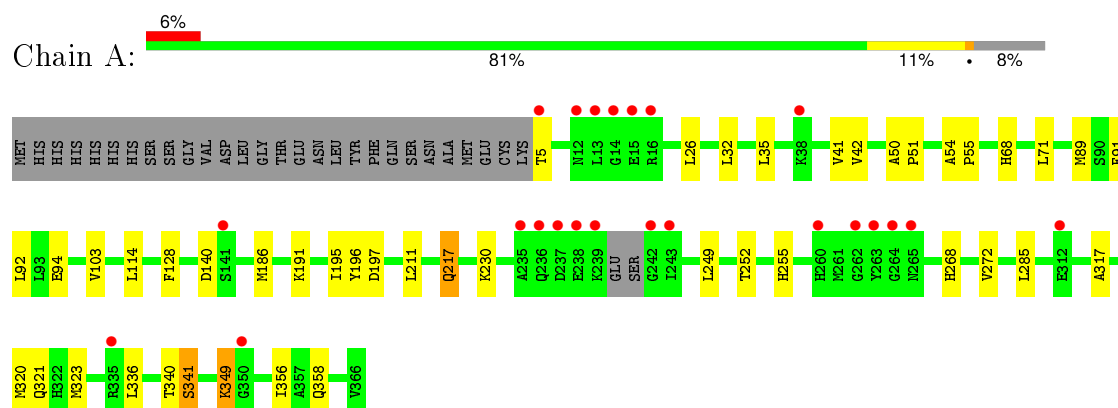 6%
Chain A:
81% 11% • 8%
MET HIS HIS HIS HIS HIS HIS SER SER GLY VAL ASP LEU GLY THR GLU ASN LEU TYR PHE GLN SER ASN ALA MET GLU CYS LYS T5 N12 L13 G14 E15 R16 L26 L32 L35 K38 V41 V42 A50 P51 A54 P55 H68 L71 M89 S90 E91
L92 L93 E94 V103 L114 F128 D140 S141 M186 K191 I195 Y196 D197 L211 Q217 K230 A235 Q236 D237 E238 K239 GLU SER G242 I243 L249 T252 H255 H260 M261 G262 Y263 G264 N265 H268 V272 L285 E312 A317
M320 Q321 H322 M323 R335 L336 T340 S341 K349 G350 I356 A357 Q358 V366